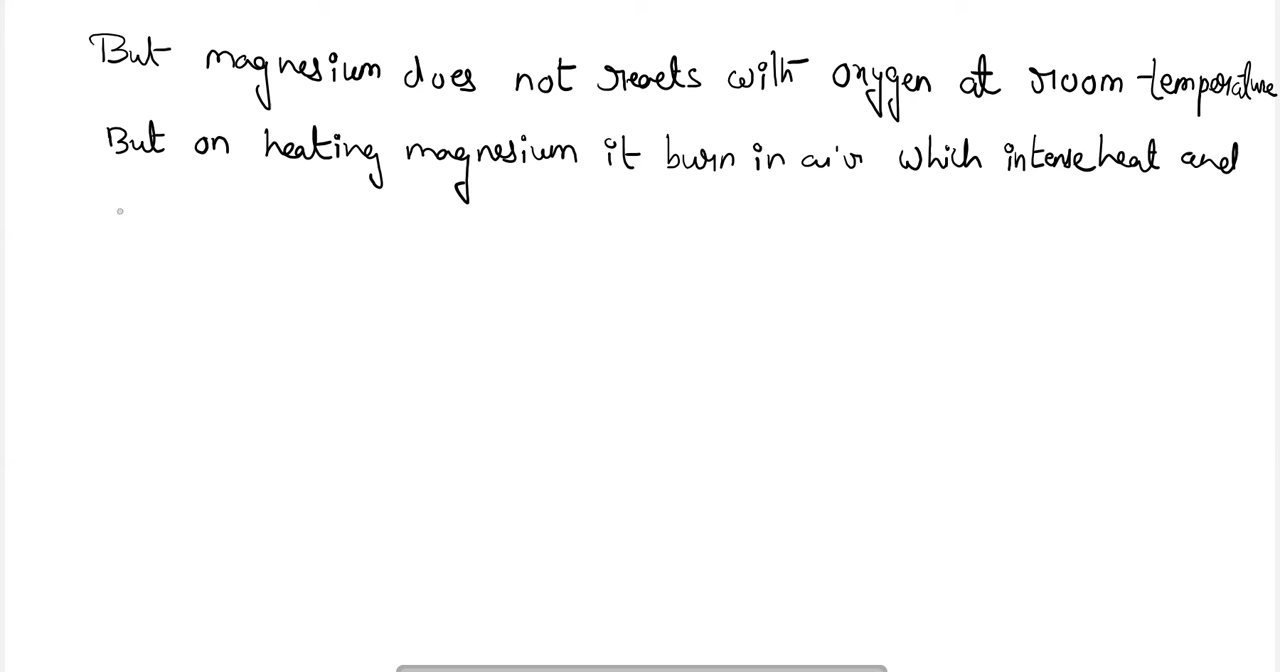 But magnesium does not reacts with oxygen at room temperature
But on heating magnesium it burn in air which intense heat and